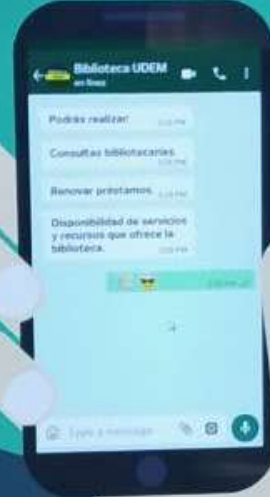 Biblioteca UDEM
en línea
Podrás realizar:
Consultas bibliotecarias
Renovar préstamos.
Disponibilidad de servicios
y recursos que ofrece la
biblioteca.
Type a message